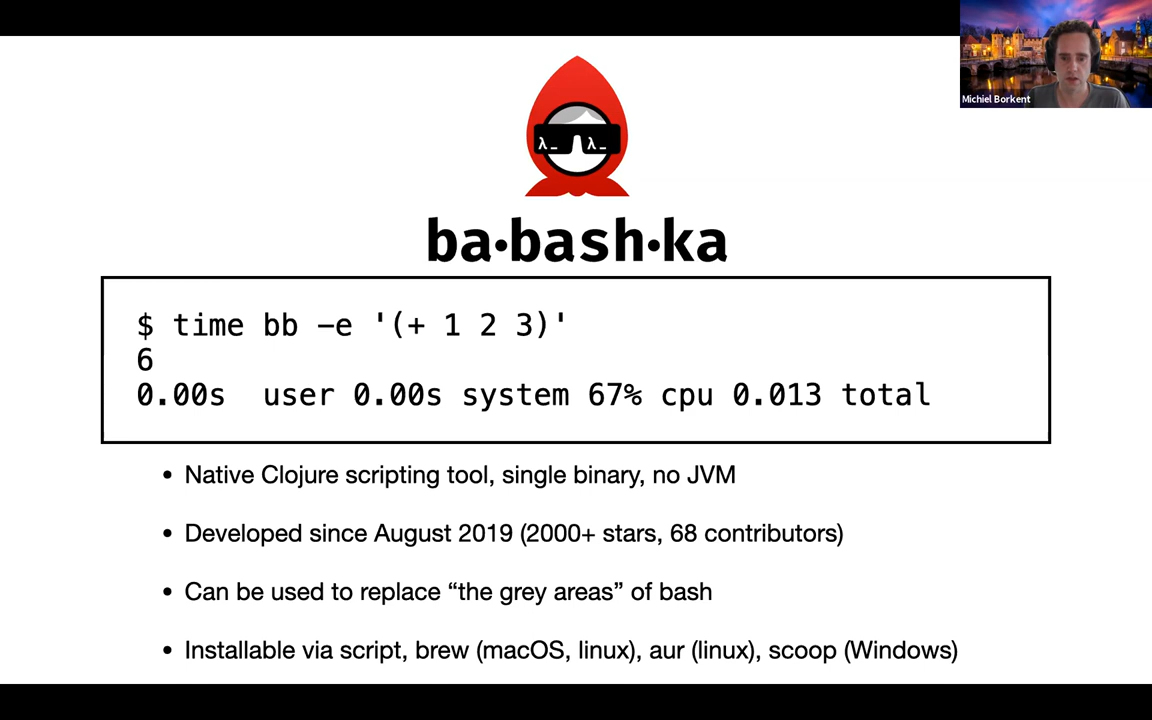 Michiel Borkent
λ_ λ_
ba•bash•ka
$ time bb -e '(+ 1 2 3)'
6
0.00s  user 0.00s system 67% cpu 0.013 total
• Native Clojure scripting tool, single binary, no JVM
• Developed since August 2019 (2000+ stars, 68 contributors)
• Can be used to replace “the grey areas” of bash
• Installable via script, brew (macOS, linux), aur (linux), scoop (Windows)